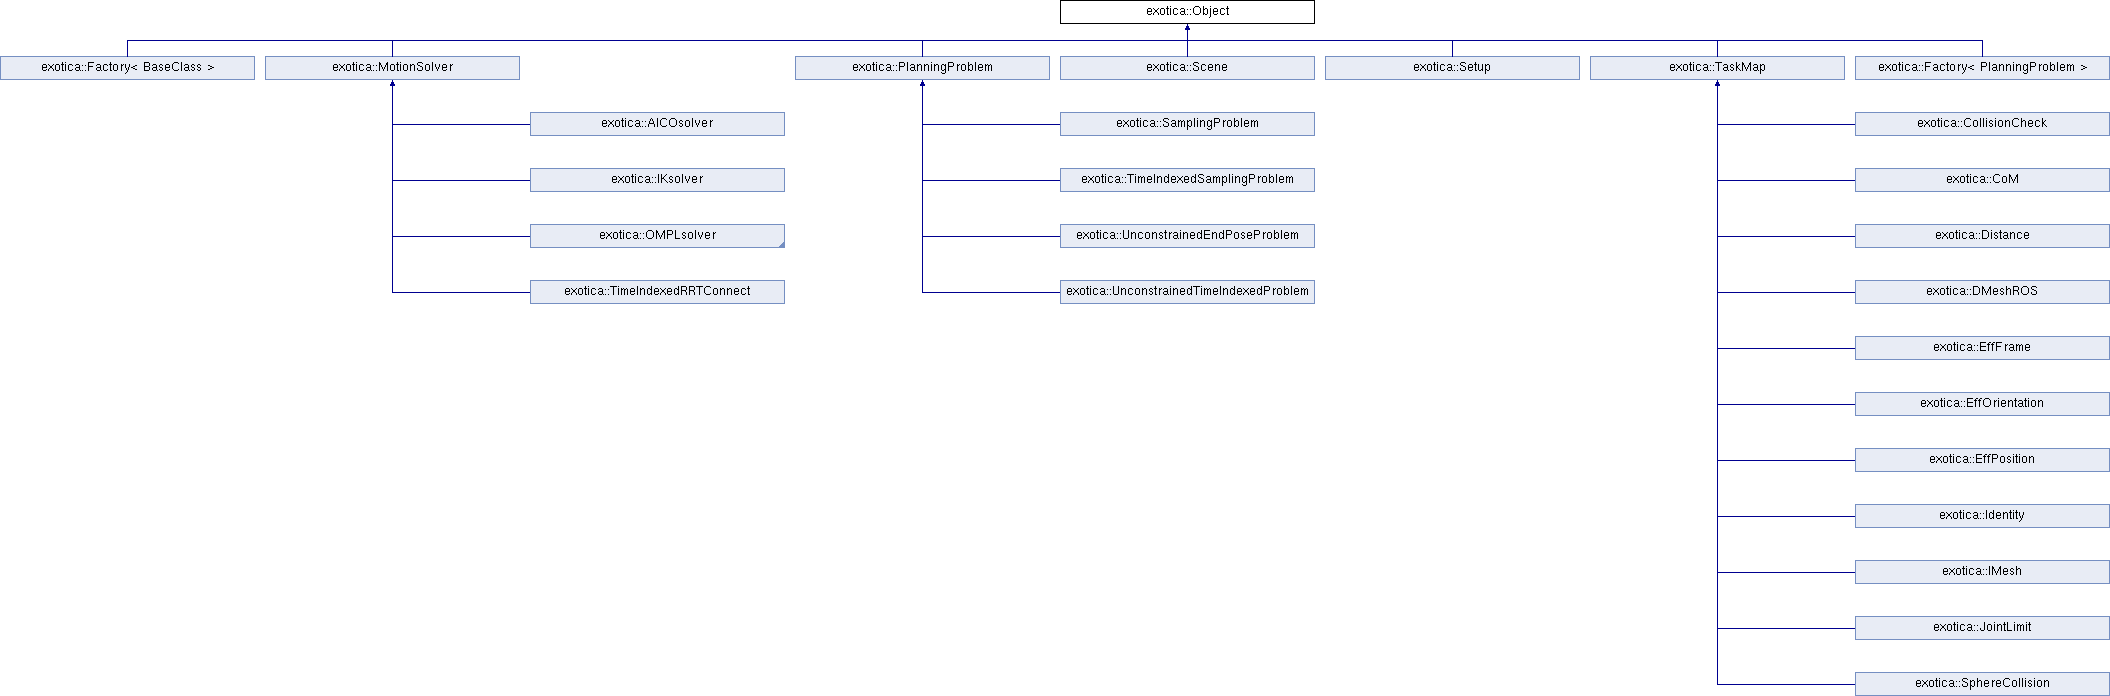 exotica::Object
exotica::Factory< BaseClass >
exotica::MotionSolver
exotica::PlanningProblem
exotica::Scene
exotica::Setup
exotica::TaskMap
exotica::Factory< PlanningProblem >
exotica::AICOsolver
exotica::SamplingProblem
exotica::CollisionCheck
exotica::IKsolver
exotica::TimeIndexedSamplingProblem
exotica::CoM
exotica::OMPLsolver
exotica::UnconstrainedEndPoseProblem
exotica::Distance
exotica::TimeIndexedRRTConnect
exotica::UnconstrainedTimeIndexedProblem
exotica::DMeshROS
exotica::EffFrame
exotica::EffOrientation
exotica::EffPosition
exotica::Identity
exotica::IMesh
exotica::JointLimit
exotica::SphereCollision